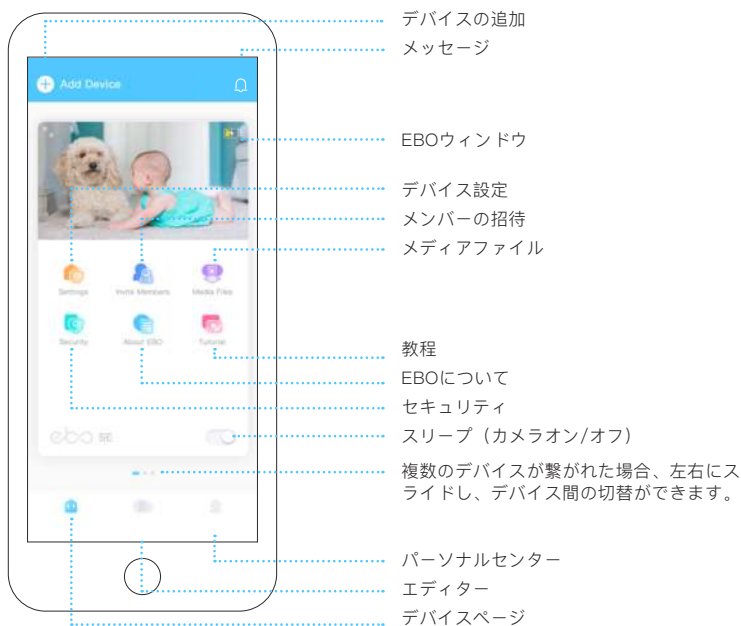 デバイスの追加
メッセージ
Add Device
EBOウィンドウ
デバイス設定
メンバーの招待
メディアファイル
Settings
Invite Members
Media Files
Security
About EBO
Tutorial
教程
EBOについて
セキュリティ
ebo SE
スリープ（カメラオン/オフ）
複数のデバイスが繋がれた場合、左右にス
ライドし、デバイス間の切替ができます。
パーソナルセンター
エディター
デバイスページ